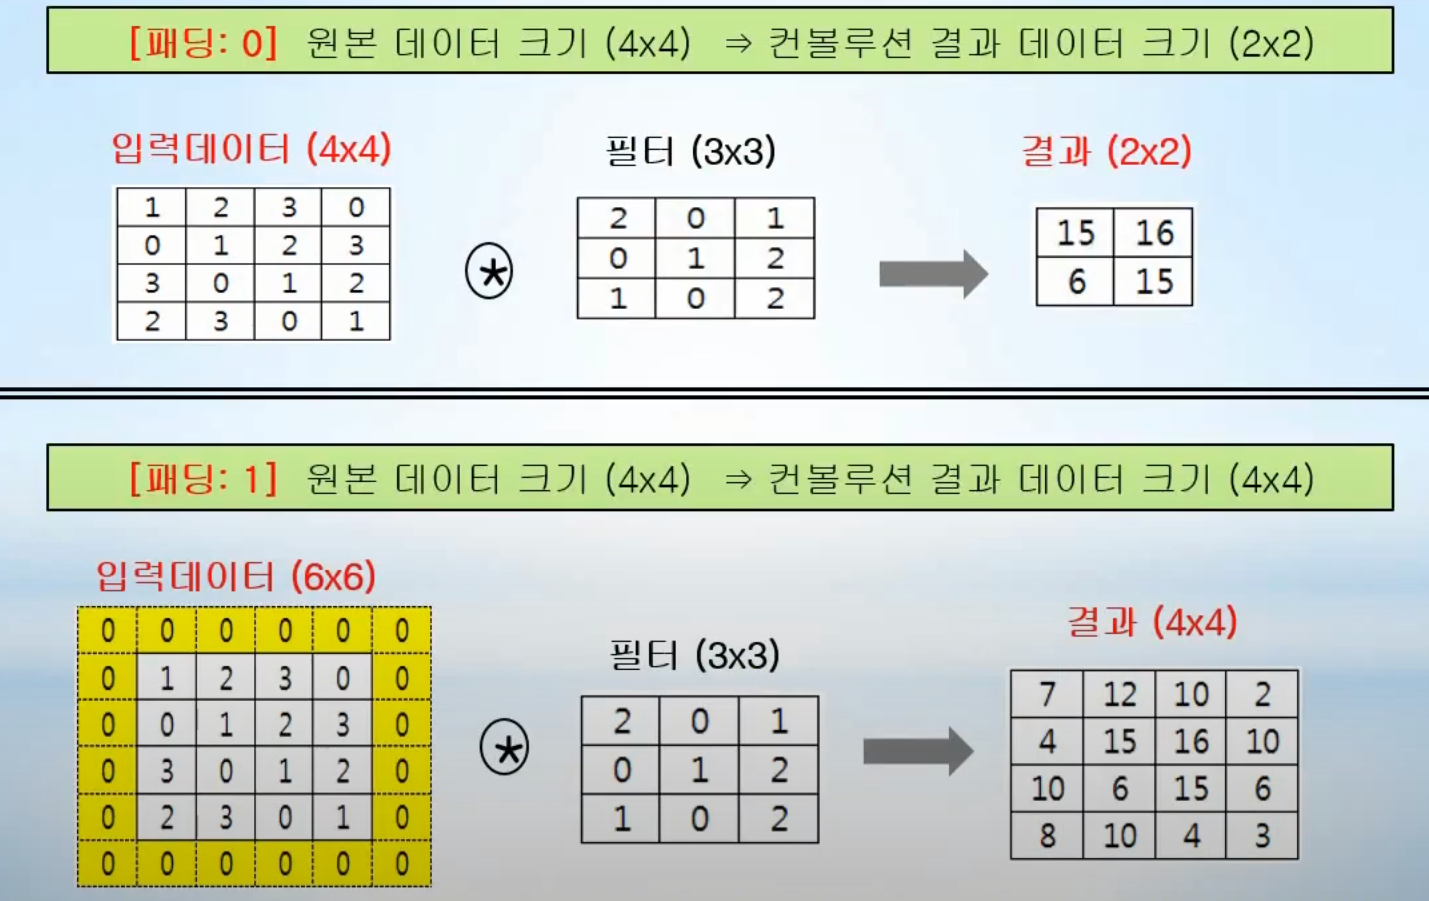 [패딩: 0] 원본 데이터 크기 (4x4) ⇒ 컨볼루션 결과 데이터 크기 (2x2)
입력데이터 (4x4)
1 2 3 0
0 1 2 3
3 0 1 2
2 3 0 1
*
필터 (3x3)
2 0 1
0 1 2
1 0 2
결과 (2x2)
15 16
6 15
[패딩: 1] 원본 데이터 크기 (4x4) ⇒ 컨볼루션 결과 데이터 크기 (4x4)
입력데이터 (6x6)
0 0 0 0 0 0
0 1 2 3 0 0
0 0 1 2 3 0
0 3 0 1 2 0
0 2 3 0 1 0
0 0 0 0 0 0
*
필터 (3x3)
2 0 1
0 1 2
1 0 2
결과 (4x4)
7 12 10 2
4 15 16 10
10 6 15 6
8 10 4 3